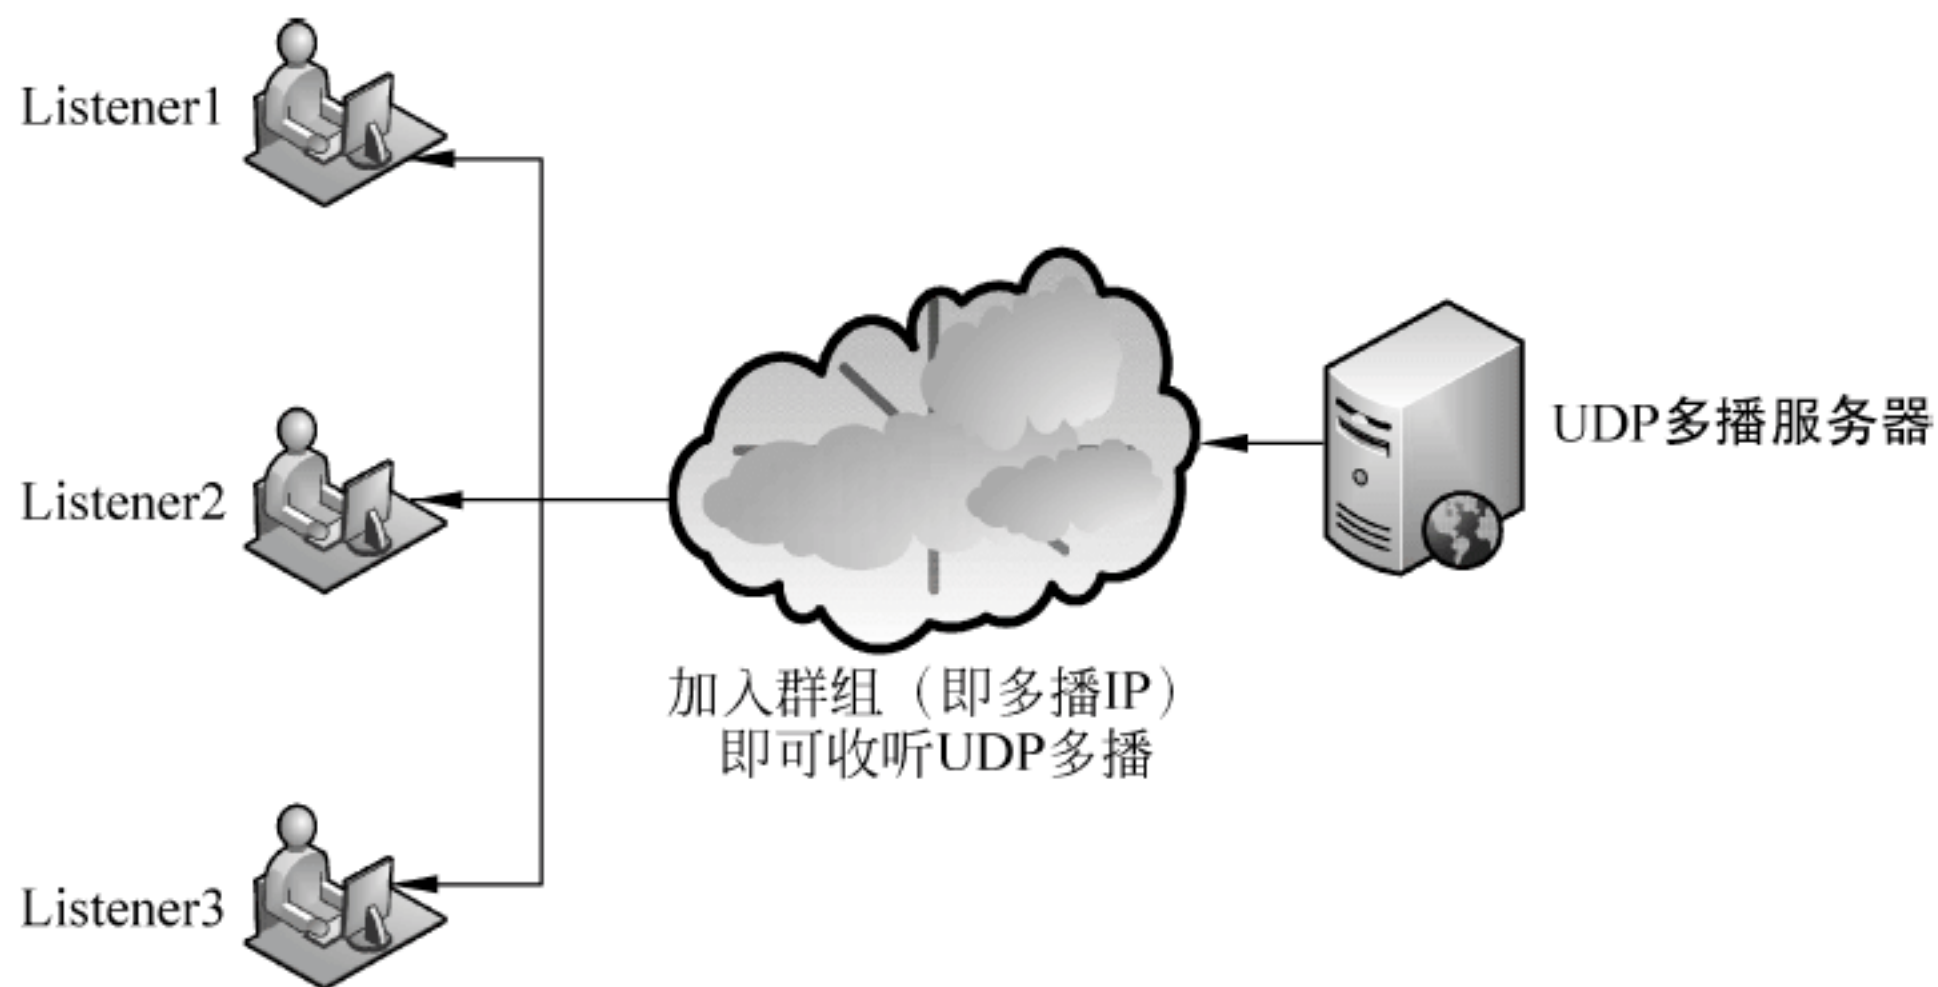 Listener1
UDP多播服务器
Listener2
加入群组（即多播IP）
即可收听UDP多播
Listener3